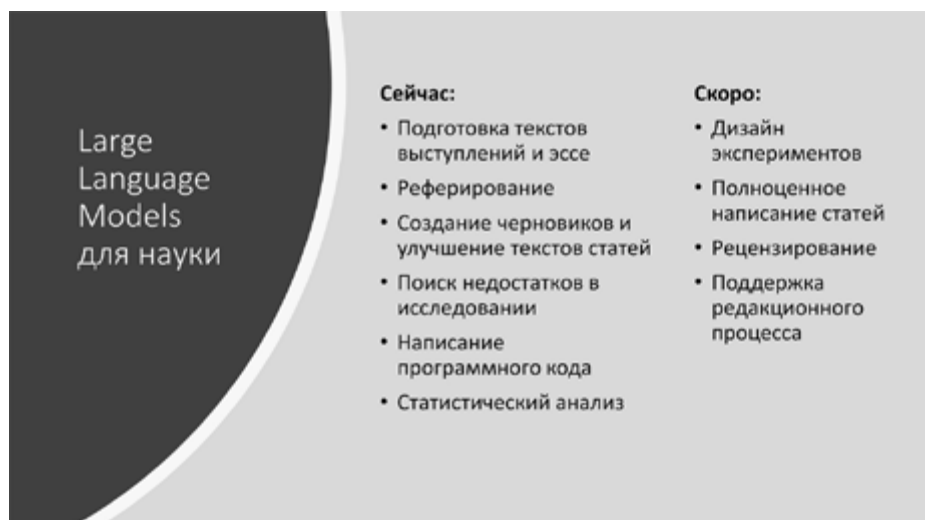 Large
Language
Models
для науки
Сейчас:
• Подготовка текстов
выступлений и эссе
• Реферирование
• Создание черновиков и
улучшение текстов статей
• Поиск недостатков в
исследовании
• Написание
программного кода
• Статистический анализ
Скоро:
• Дизайн
экспериментов
• Полноценное
написание статей
• Рецензирование
• Поддержка
редакционного
процесса